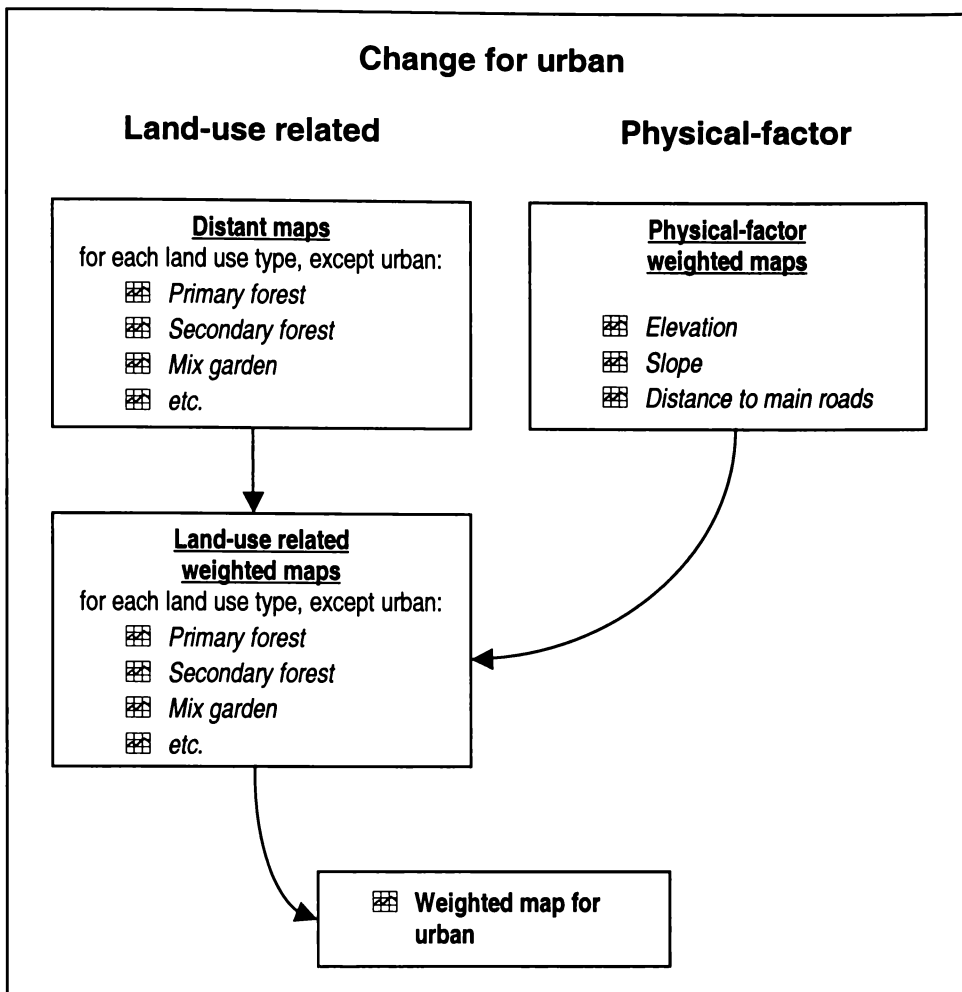 Change for urban
Land-use related
Physical-factor
Distant maps
for each land use type, except urban:
Primary forest
Secondary forest
Mix garden
etc.
Physical-factor
weighted maps
Elevation
Slope
Distance to main roads
Land-use related
weighted maps
for each land use type, except urban:
Primary forest
Secondary forest
Mix garden
etc.
Weighted map for
urban